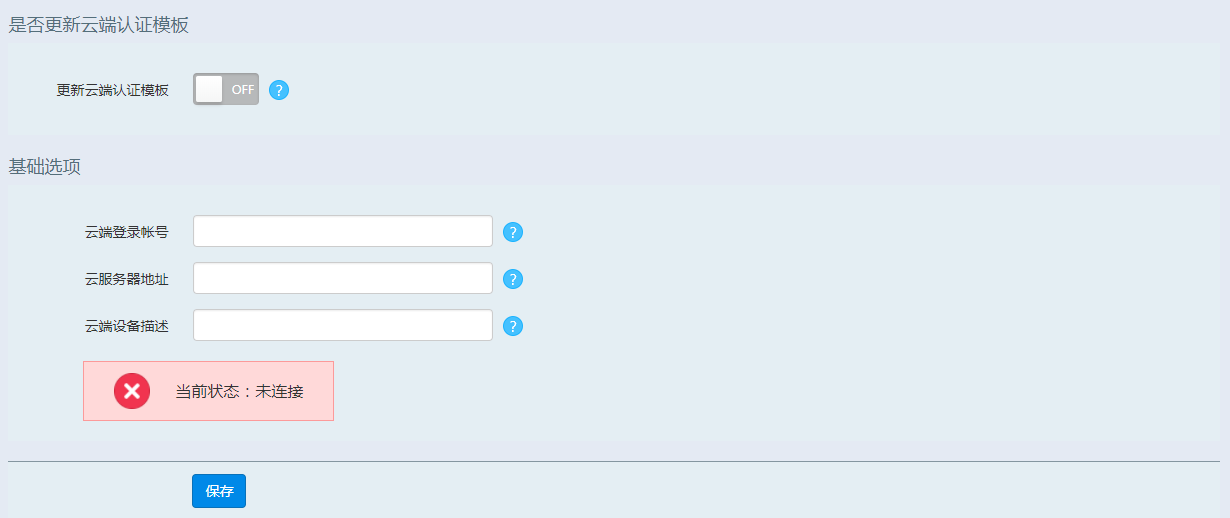 是否更新云端认证模板
更新云端认证模板 OFF ?
基础选项
云端登录帐号 ?
云服务器地址 ?
云端设备描述 ?
当前状态：未连接
保存